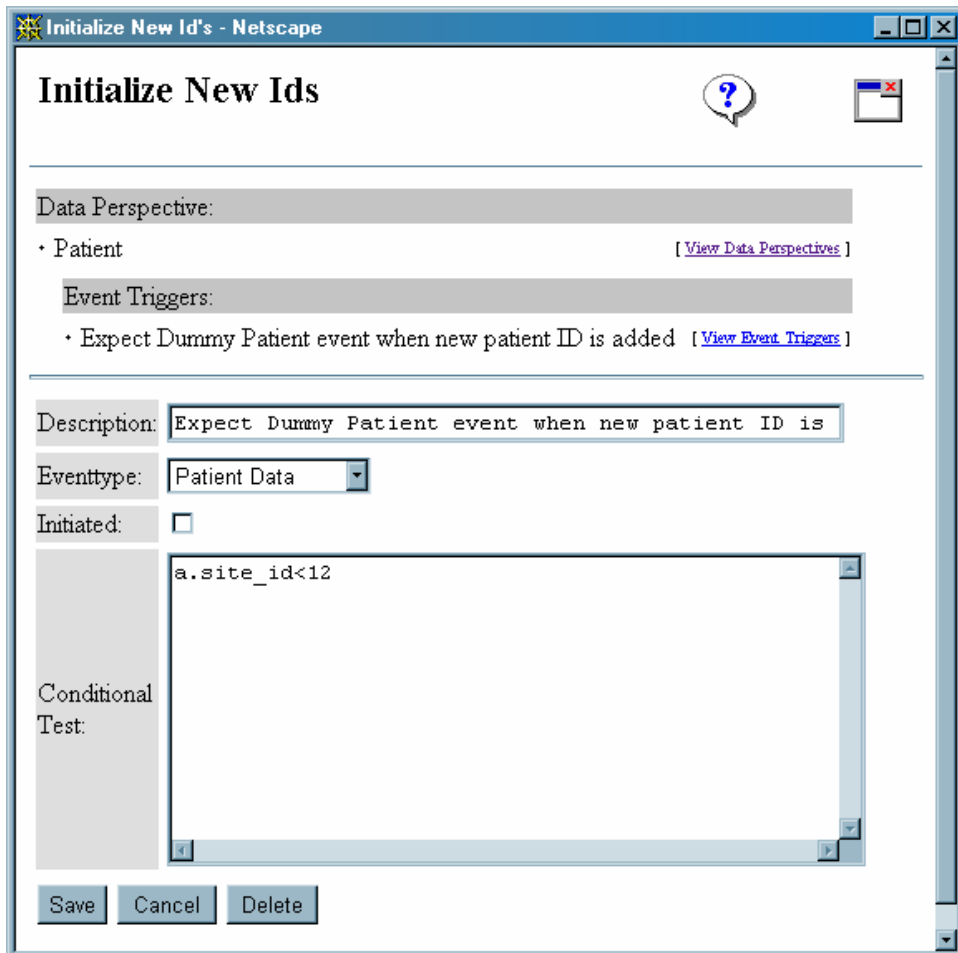 Initialize New Id's - Netscape
Initialize New Ids
?
Data Perspective:
• Patient [ View Data Perspectives ]
Event Triggers:
• Expect Dummy Patient event when new patient ID is added [ View Event Triggers ]
Description: Expect Dummy Patient event when new patient ID is
Eventtype: Patient Data
Initiated:
a.site_id<12
Conditional
Test:
Save Cancel Delete